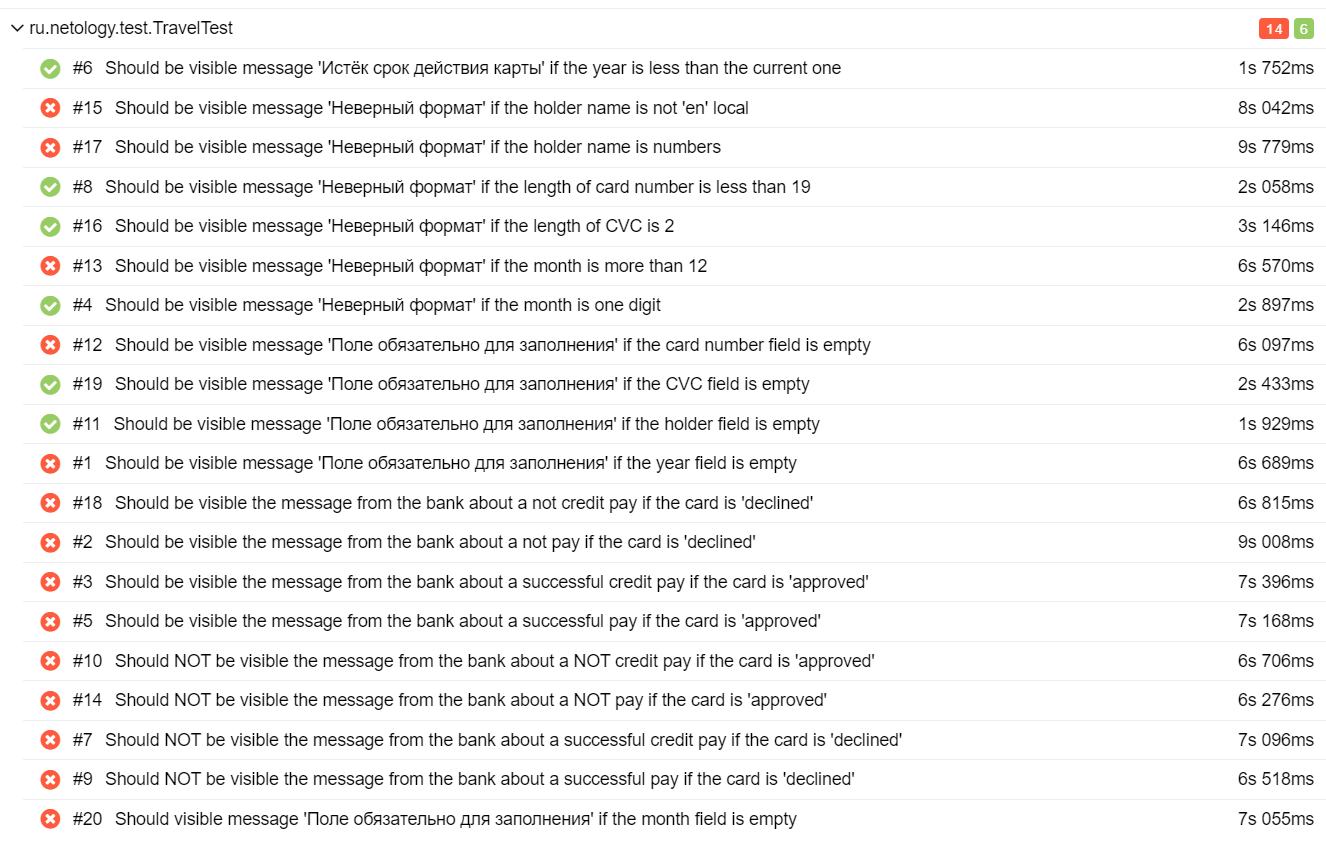 ru.netology.test.TravelTest 14 6
#6 Should be visible message 'Истёк срок действия карты' if the year is less than the current one 1s 752ms
#15 Should be visible message 'Неверный формат' if the holder name is not 'en' local 8s 042ms
#17 Should be visible message 'Неверный формат' if the holder name is numbers 9s 779ms
#8 Should be visible message 'Неверный формат' if the length of card number is less than 19 2s 058ms
#16 Should be visible message 'Неверный формат' if the length of CVC is 2 3s 146ms
#13 Should be visible message 'Неверный формат' if the month is more than 12 6s 570ms
#4 Should be visible message 'Неверный формат' if the month is one digit 2s 897ms
#12 Should be visible message 'Поле обязательно для заполнения' if the card number field is empty 6s 097ms
#19 Should be visible message 'Поле обязательно для заполнения' if the CVC field is empty 2s 433ms
#11 Should be visible message 'Поле обязательно для заполнения' if the holder field is empty 1s 929ms
#1 Should be visible message 'Поле обязательно для заполнения' if the year field is empty 6s 689ms
#18 Should be visible the message from the bank about a not credit pay if the card is 'declined' 6s 815ms
#2 Should be visible the message from the bank about a not pay if the card is 'declined' 9s 008ms
#3 Should be visible the message from the bank about a successful credit pay if the card is 'approved' 7s 396ms
#5 Should be visible the message from the bank about a successful pay if the card is 'approved' 7s 168ms
#10 Should NOT be visible the message from the bank about a NOT credit pay if the card is 'approved' 6s 706ms
#14 Should NOT be visible the message from the bank about a NOT pay if the card is 'approved' 6s 276ms
#7 Should NOT be visible the message from the bank about a successful credit pay if the card is 'declined' 7s 096ms
#9 Should NOT be visible the message from the bank about a successful pay if the card is 'declined' 6s 518ms
#20 Should visible message 'Поле обязательно для заполнения' if the month field is empty 7s 055ms